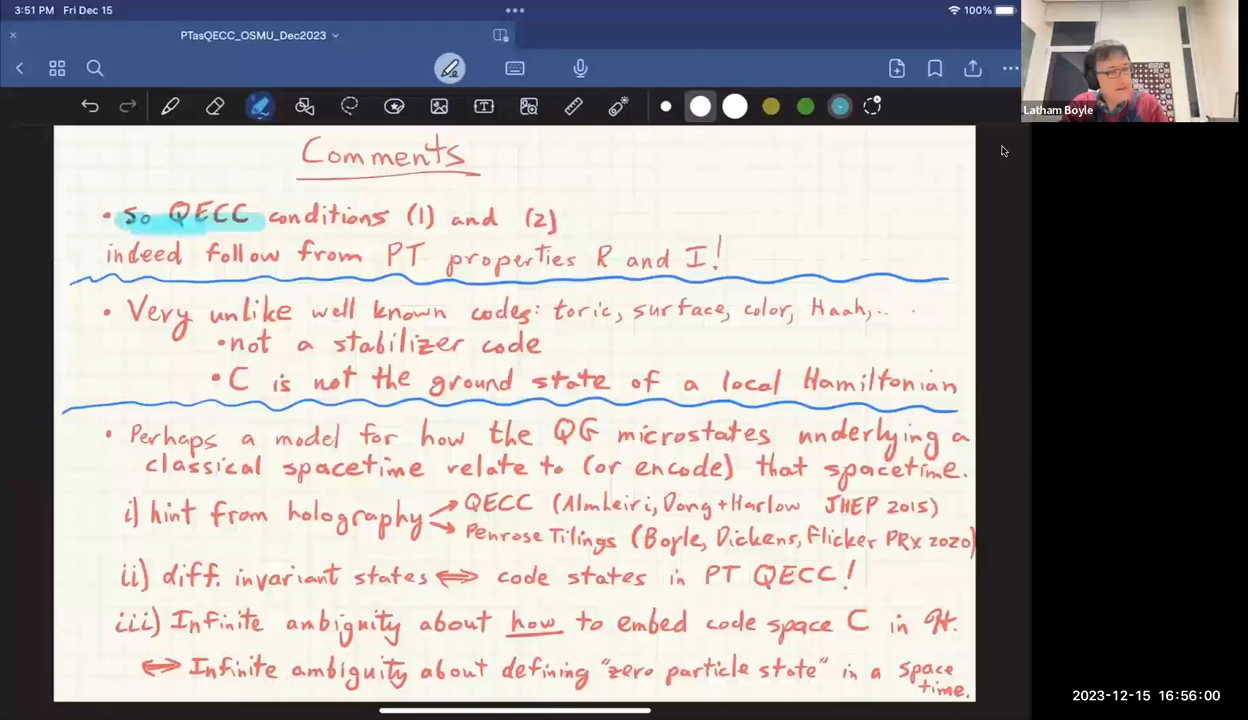 3:51 PM Fri Dec 15
100%
PTasQECC_OSMU_Dec2023
Latham Boyle
Comments
• So QECC conditions (1) and (2)
indeed follow from PT properties R and I!
• Very unlike well known codes: toric, surface, color, Haah,...
• not a stabilizer code
• C is not the ground state of a local Hamiltonian
• Perhaps a model for how the QG microstates underlying a
classical spacetime relate to (or encode) that spacetime.
i) hint from holography → QECC (Almheiri, Dong + Harlow JHEP 2015)
→ Penrose Tilings (Boyle, Dickens, Flicker PRX 2020)
ii) diff. invariant states ⟺ code states in PT QECC!
iii) Infinite ambiguity about how to embed code space C in H.
⟺ Infinite ambiguity about defining "zero particle state" in a space
time.
2023-12-15 16:56:00